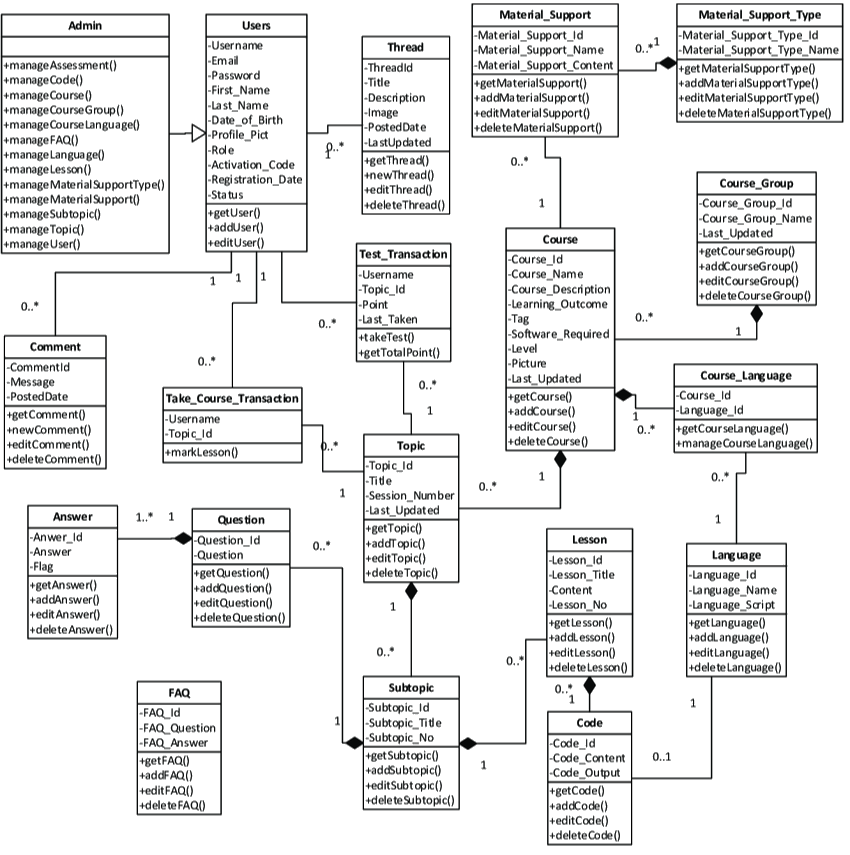 Admin
+manageAssessment()
+manageCode()
+manageCourse()
+manageCourseGroup()
+manageCourseLanguage()
+manageFAQ()
+manageLanguage()
+manageLesson()
+manageMaterialSupportType()
+manageMaterialSupport()
+manageSubtopic()
+manageTopic()
+manageUser()
Users
-Username
-Email
-Password
-First_Name
-Last_Name
-Date_of_Birth
-Profile_Pict
-Role
-Activation_Code
-Registration_Date
-Status
+getUser()
+addUser()
+editUser()
Thread
-ThreadId
-Title
-Description
-Image
-PostedDate
-LastUpdated
+getThread()
+newThread()
+editThread()
+deleteThread()
0..*
1
Material_Support
-Material_Support_Id
-Material_Support_Name
-Material_Support_Content
+getMaterialSupport()
+addMaterialSupport()
+editMaterialSupport()
+deleteMaterialSupport()
0..*
1
Material_Support_Type
-Material_Support_Type_Id
-Material_Support_Type_Name
+getMaterialSupportType()
+addMaterialSupportType()
+editMaterialSupportType()
+deleteMaterialSupportType()
0..*
1
Course_Group
-Course_Group_Id
-Course_Group_Name
-Last_Updated
+getCourseGroup()
+addCourseGroup()
+editCourseGroup()
+deleteCourseGroup()
0..*
1
Course
-Course_Id
-Course_Name
-Course_Description
-Learning_Outcome
-Tag
-Software_Required
-Level
-Picture
-Last_Updated
+getCourse()
+addCourse()
+editCourse()
+deleteCourse()
Test_Transaction
-Username
-Topic_Id
-Point
-Last_Taken
+takeTest()
+getTotalPoint()
1
1
1
0..*
0..*
0..*
Comment
-CommentId
-Message
-PostedDate
+getComment()
+newComment()
+editComment()
+deleteComment()
Take_Course_Transaction
-Username
-Topic_Id
+markLesson()
0..*
1
0..*
1
Course_Language
-Course_Id
-Language_Id
+getCourseLanguage()
+manageCourseLanguage()
1
0..*
0..*
1
Topic
-Topic_Id
-Title
-Session_Number
-Last_Updated
+getTopic()
+addTopic()
+editTopic()
+deleteTopic()
0..*
1
Answer
-Anwer_Id
-Answer
-Flag
+getAnswer()
+addAnswer()
+editAnswer()
+deleteAnswer()
1..*
1
Question
-Question_Id
-Question
+getQuestion()
+addQuestion()
+editQuestion()
+deleteQuestion()
0..*
1
1
0..*
Lesson
-Lesson_Id
-Lesson_Title
-Content
-Lesson_No
+getLesson()
+addLesson()
+editLesson()
+deleteLesson()
Language
-Language_Id
-Language_Name
-Language_Script
+getLanguage()
+addLanguage()
+editLanguage()
+deleteLanguage()
0..*
1
0..*
1
1
0..1
FAQ
-FAQ_Id
-FAQ_Question
-FAQ_Answer
+getFAQ()
+addFAQ()
+editFAQ()
+deleteFAQ()
Subtopic
-Subtopic_Id
-Subtopic_Title
-Subtopic_No
+getSubtopic()
+addSubtopic()
+editSubtopic()
+deleteSubtopic()
Code
-Code_Id
-Code_Content
-Code_Output
+getCode()
+addCode()
+editCode()
+deleteCode()